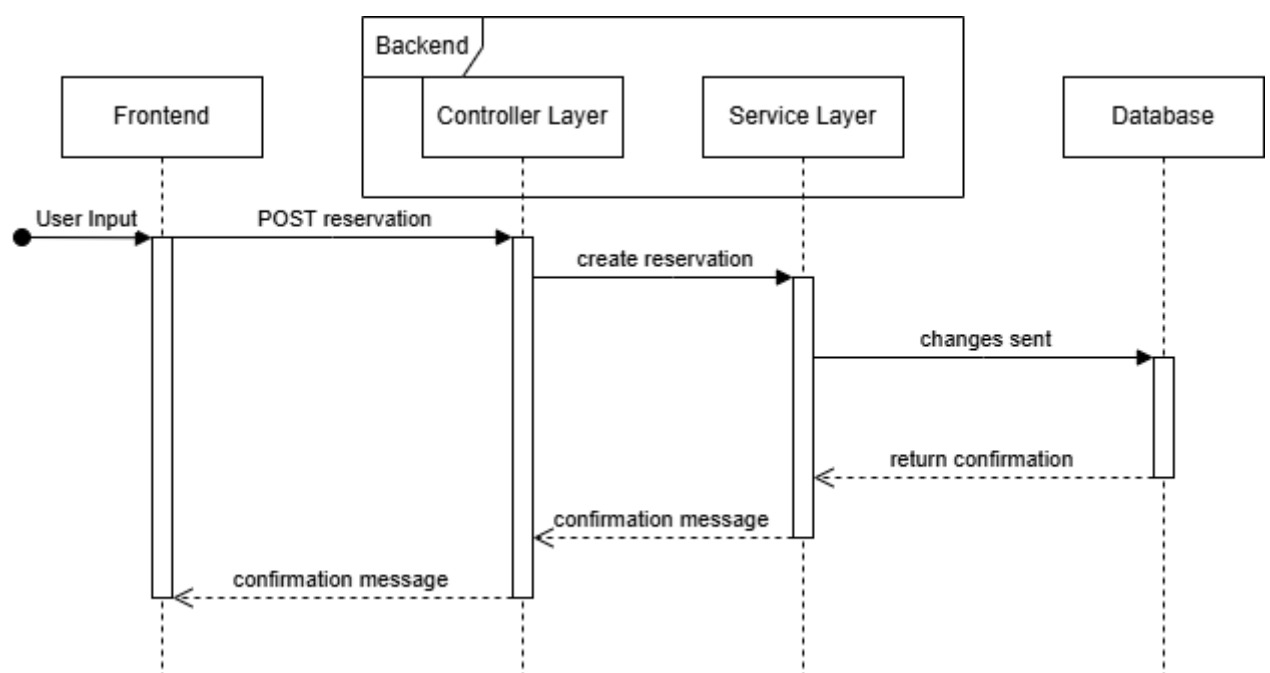 Backend
Frontend
Controller Layer
Service Layer
Database
User Input
POST reservation
create reservation
changes sent
return confirmation
confirmation message
confirmation message